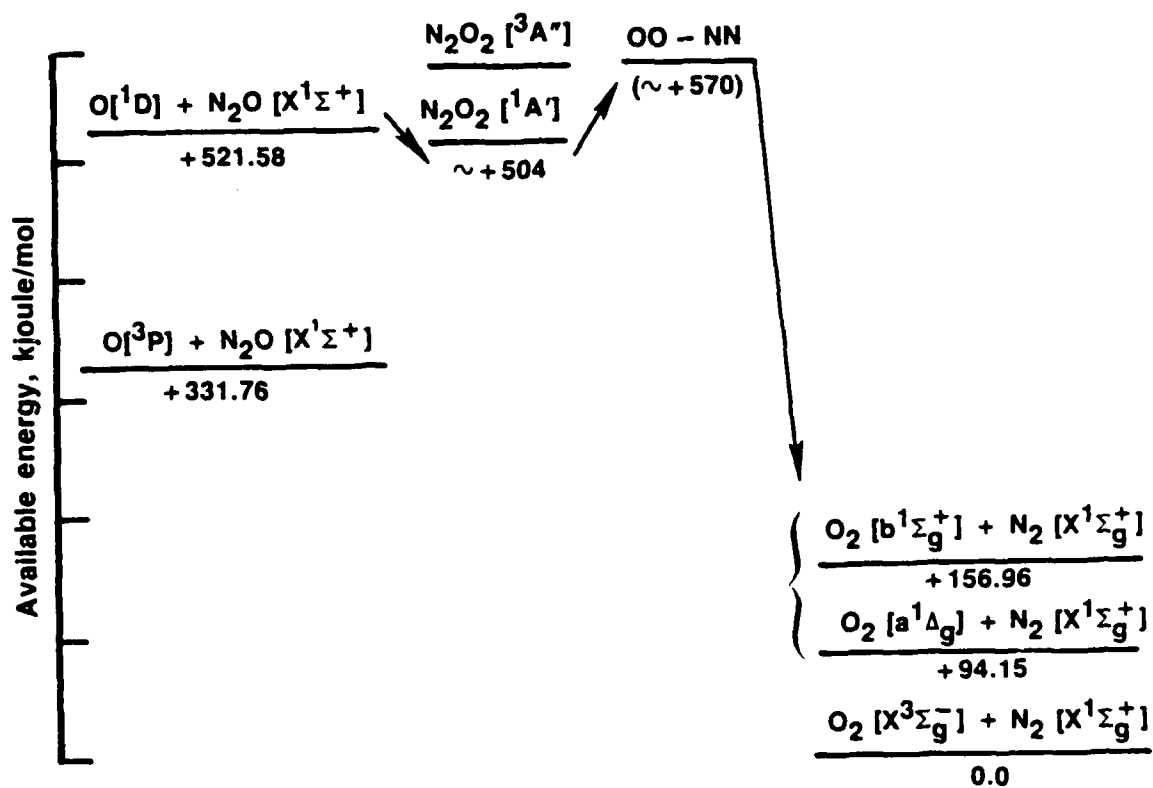 Available energy, kjoule/mol
N₂O₂ [³A″]
OO – NN
(∼+570)
O[¹D] + N₂O [X¹Σ⁺]
+521.58
N₂O₂ [¹A′]
∼+504
O[³P] + N₂O [X¹Σ⁺]
+331.76
O₂ [b¹Σg⁺] + N₂ [X¹Σg⁺]
+156.96
O₂ [a¹Δg] + N₂ [X¹Σg⁺]
+94.15
O₂ [X³Σg⁻] + N₂ [X¹Σg⁺]
0.0